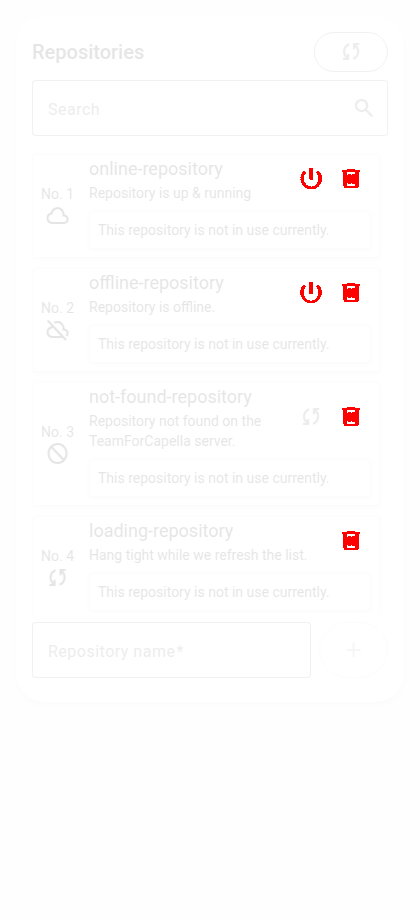 Repositories
Search
online-repository
No. 1
Repository is up & running
This repository is not in use currently.
offline-repository
No. 2
Repository is offline.
This repository is not in use currently.
not-found-repository
No. 3
Repository not found on the
TeamForCapella server.
This repository is not in use currently.
loading-repository
No. 4
Hang tight while we refresh the list.
This repository is not in use currently.
Repository name*